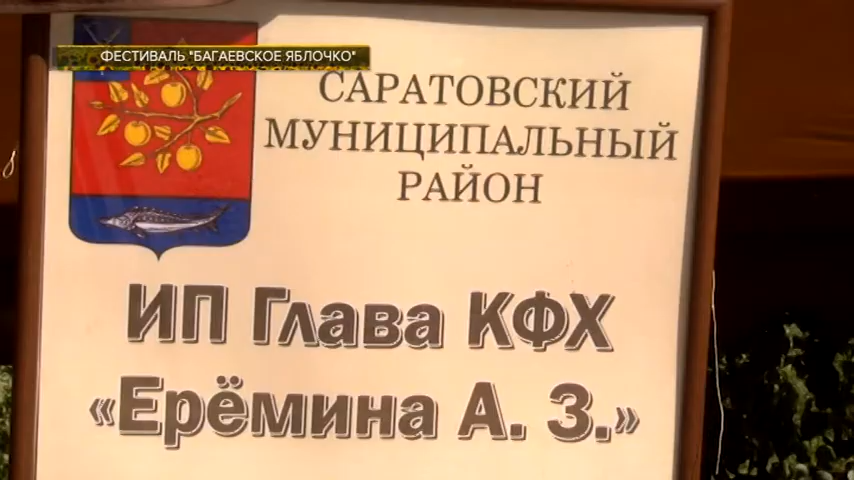 ФЕСТИВАЛЬ "БАГАЕВСКОЕ ЯБЛОЧКО"
САРАТОВСКИЙ
МУНИЦИПАЛЬНЫЙ
РАЙОН
ИП Глава КФХ
«Ерёмина А. З.»